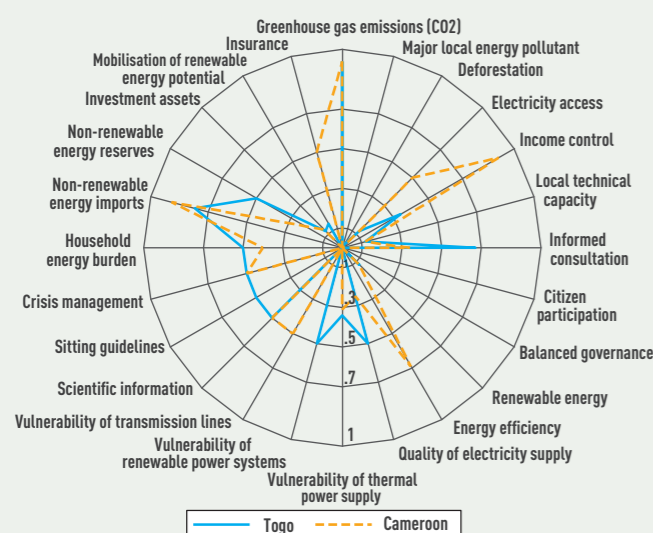 Greenhouse gas emissions (CO2)
Major local energy pollutant
Deforestation
Electricity access
Income control
Local technical
capacity
Informed
consultation
Citizen
participation
Balanced governance
Renewable energy
Energy efficiency
Quality of electricity supply
Vulnerability of thermal
power supply
Vulnerability of
renewable power systems
Vulnerability of transmission lines
Scientific information
Sitting guidelines
Crisis management
Household
energy burden
Non-renewable
energy imports
Non-renewable
energy reserves
Investment assets
Mobilisation of renewable
energy potential
Insurance
.3
.5
.7
1
Togo
Cameroon